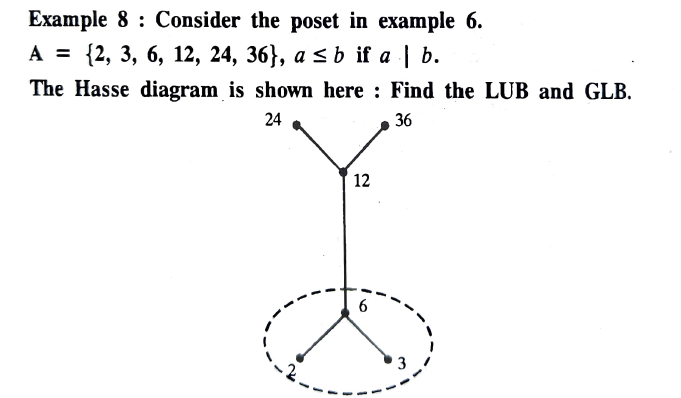 Example 8 : Consider the poset in example 6.
A = {2, 3, 6, 12, 24, 36}, a ≤ b if a | b.
The Hasse diagram is shown here : Find the LUB and GLB.
24 36
12
6
2 3